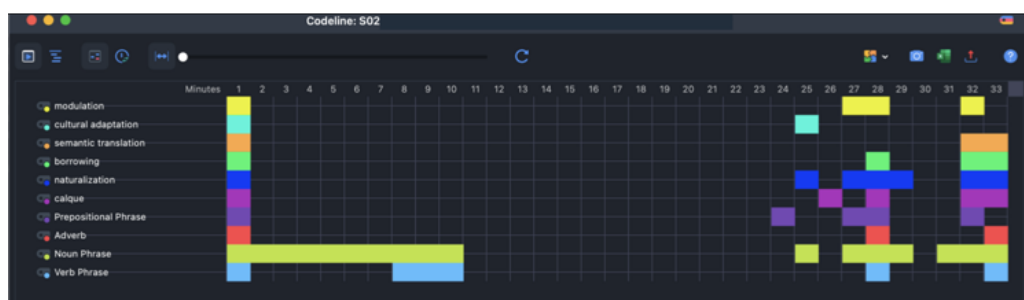 Codeline: S02
Minutes 1 2 3 4 5 6 7 8 9 10 11 12 13 14 15 16 17 18 19 20 21 22 23 24 25 26 27 28 29 30 31 32 33
modulation
cultural adaptation
semantic translation
borrowing
naturalization
calque
Prepositional Phrase
Adverb
Noun Phrase
Verb Phrase